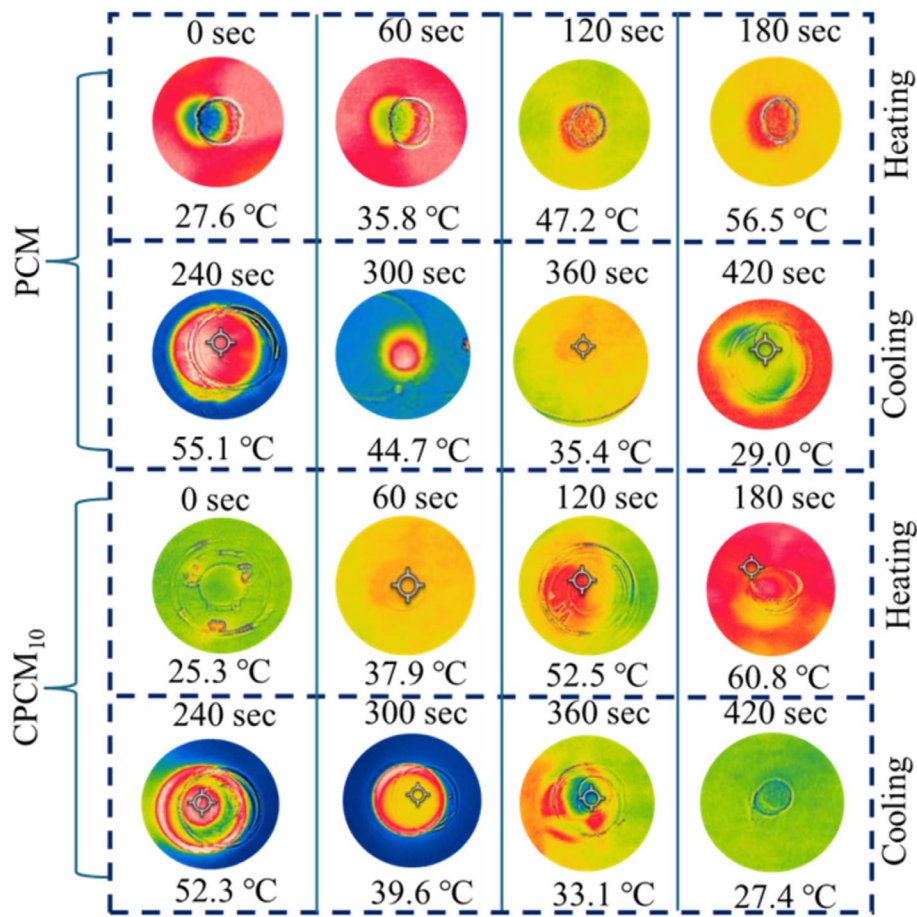 0 sec 60 sec 120 sec 180 sec
27.6 °C 35.8 °C 47.2 °C 56.5 °C
Heating
PCM
240 sec 300 sec 360 sec 420 sec
55.1 °C 44.7 °C 35.4 °C 29.0 °C
Cooling
0 sec 60 sec 120 sec 180 sec
25.3 °C 37.9 °C 52.5 °C 60.8 °C
Heating
CPCM₁₀
240 sec 300 sec 360 sec 420 sec
52.3 °C 39.6 °C 33.1 °C 27.4 °C
Cooling